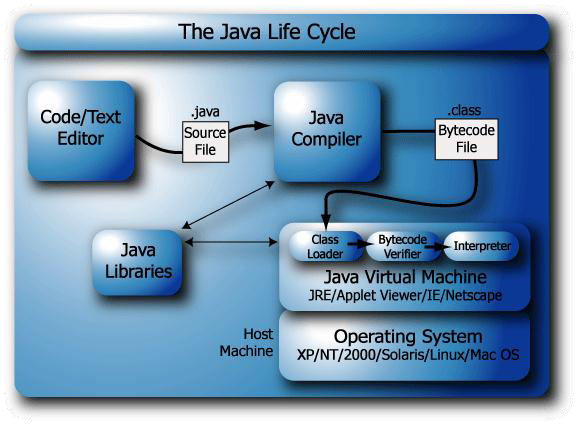 The Java Life Cycle
Code/Text
Editor
.java
Source
File
Java
Compiler
.class
Bytecode
File
Java
Libraries
Class
Loader
Bytecode
Verifier
Interpreter
Java Virtual Machine
JRE/Applet Viewer/IE/Netscape
Host
Machine
Operating System
XP/NT/2000/Solaris/Linux/Mac OS